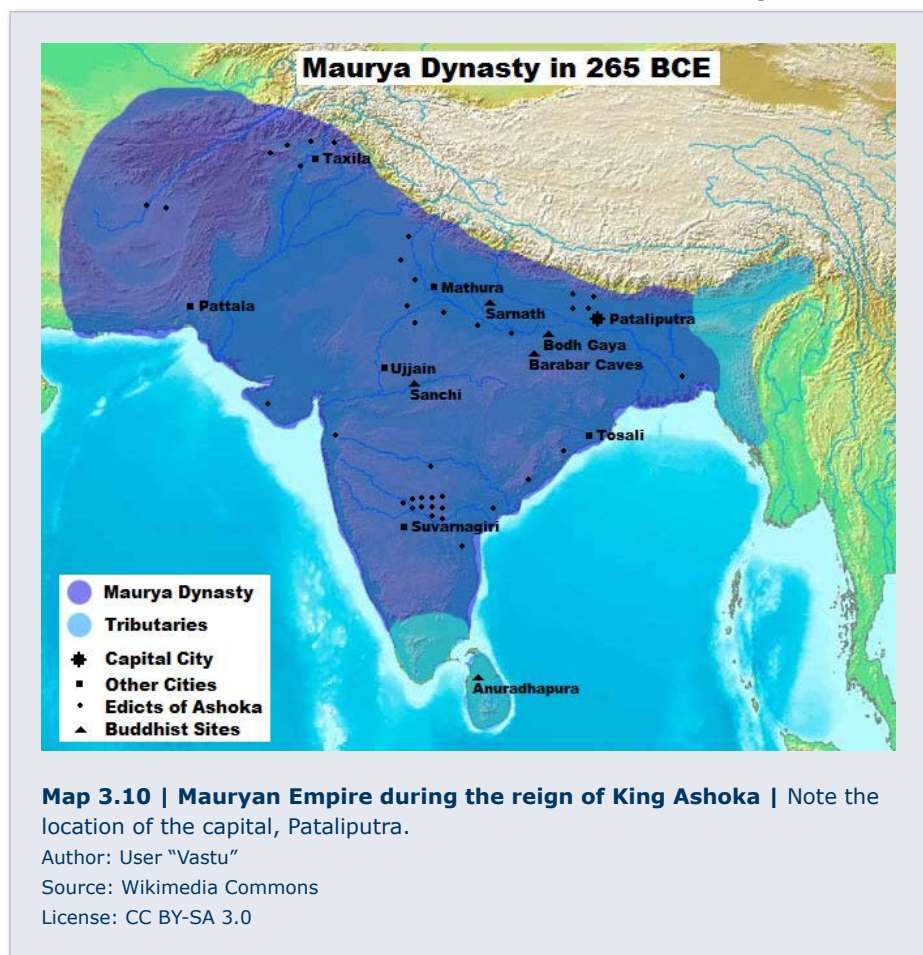 Maurya Dynasty in 265 BCE
Taxila
Mathura
Pattala
Sarnath
Pataliputra
Bodh Gaya
Barabar Caves
Ujjain
Sanchi
Tosali
Suvarnagiri
Anuradhapura
Maurya Dynasty
Tributaries
Capital City
Other Cities
Edicts of Ashoka
Buddhist Sites
Map 3.10 | Mauryan Empire during the reign of King Ashoka | Note the
location of the capital, Pataliputra.
Author: User “Vastu”
Source: Wikimedia Commons
License: CC BY-SA 3.0